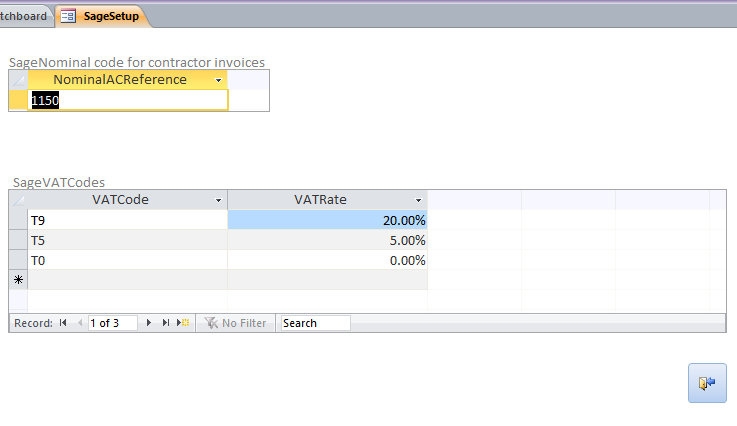 tchboard SageSetup
SageNominal code for contractor invoices
NominalACReference
1150
SageVATCodes
VATCode VATRate
T9 20.00%
T5 5.00%
T0 0.00%
Record: 1 of 3 No Filter Search